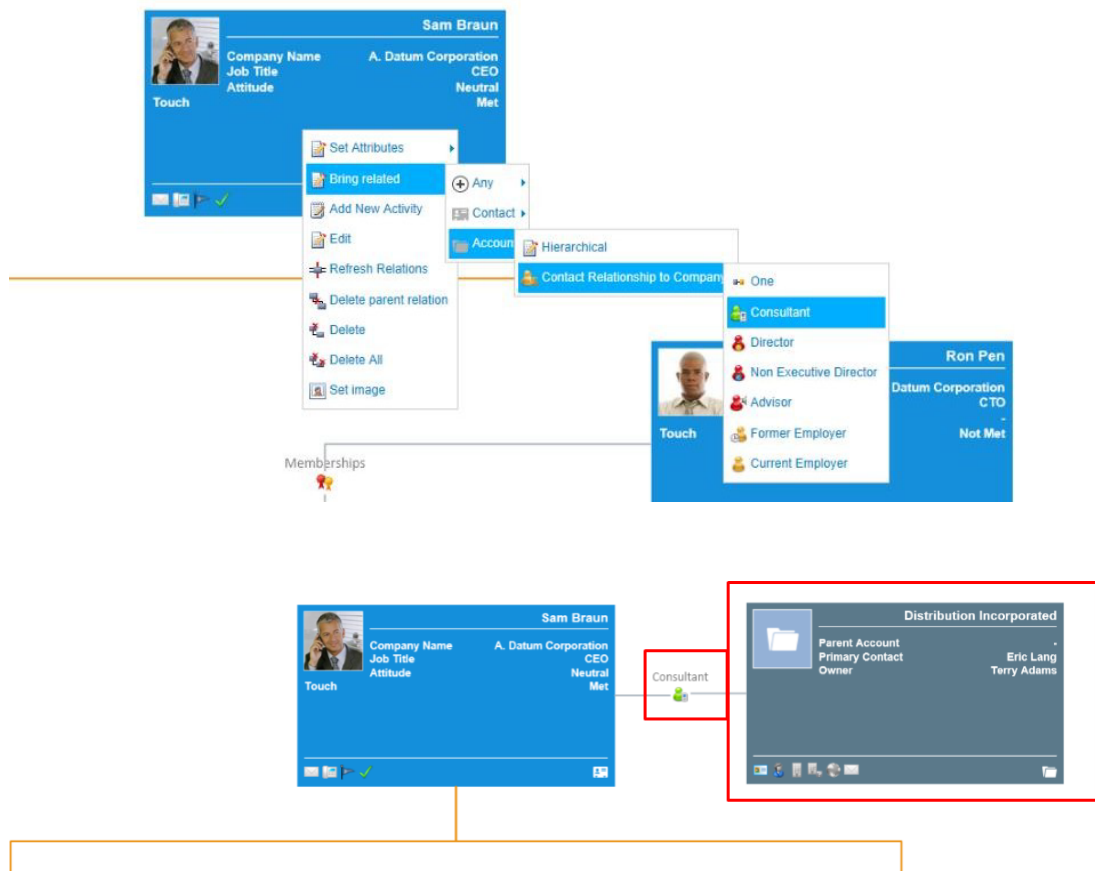 Sam Braun
Company Name A. Datum Corporation
Job Title CEO
Attitude Neutral
Touch Met
Set Attributes
Bring related
Add New Activity
Edit
Refresh Relations
Delete parent relation
Delete
Delete All
Set image
Any
Contact
Accoun
Hierarchical
Contact Relationship to Company
One
Consultant
Director
Non Executive Director
Advisor
Former Employer
Current Employer
Ron Pen
Datum Corporation
CTO
-
Touch Not Met
Memberships
Sam Braun
Company Name A. Datum Corporation
Job Title CEO
Attitude Neutral
Touch Met
Consultant
Distribution Incorporated
Parent Account -
Primary Contact Eric Lang
Owner Terry Adams